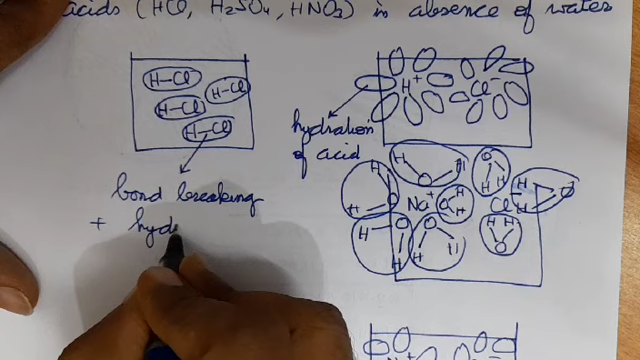 acids (HCl, H₂SO₄, HNO₃) in absence of water
H-Cl
H-Cl
H-Cl
H-Cl
H⁺ Cl⁻
hydration
of acid
bond breaking
+ hyd
H O H
O H H
H O
Na⁺
O H H
Cl⁻
H H O
H O H
O H H
H H O